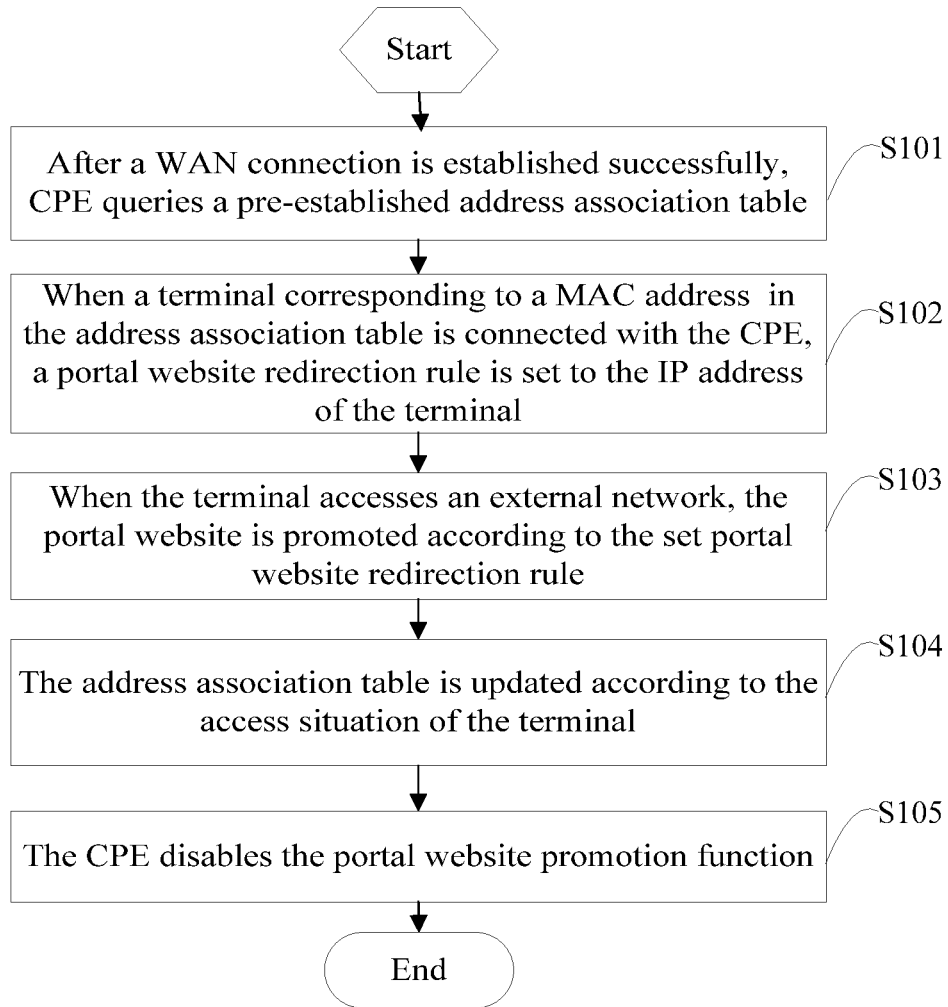 Start
After a WAN connection is established successfully,
CPE queries a pre-established address association table
S101
When a terminal corresponding to a MAC address in
the address association table is connected with the CPE,
a portal website redirection rule is set to the IP address
of the terminal
S102
When the terminal accesses an external network, the
portal website is promoted according to the set portal
website redirection rule
S103
The address association table is updated according to the
access situation of the terminal
S104
The CPE disables the portal website promotion function
S105
End